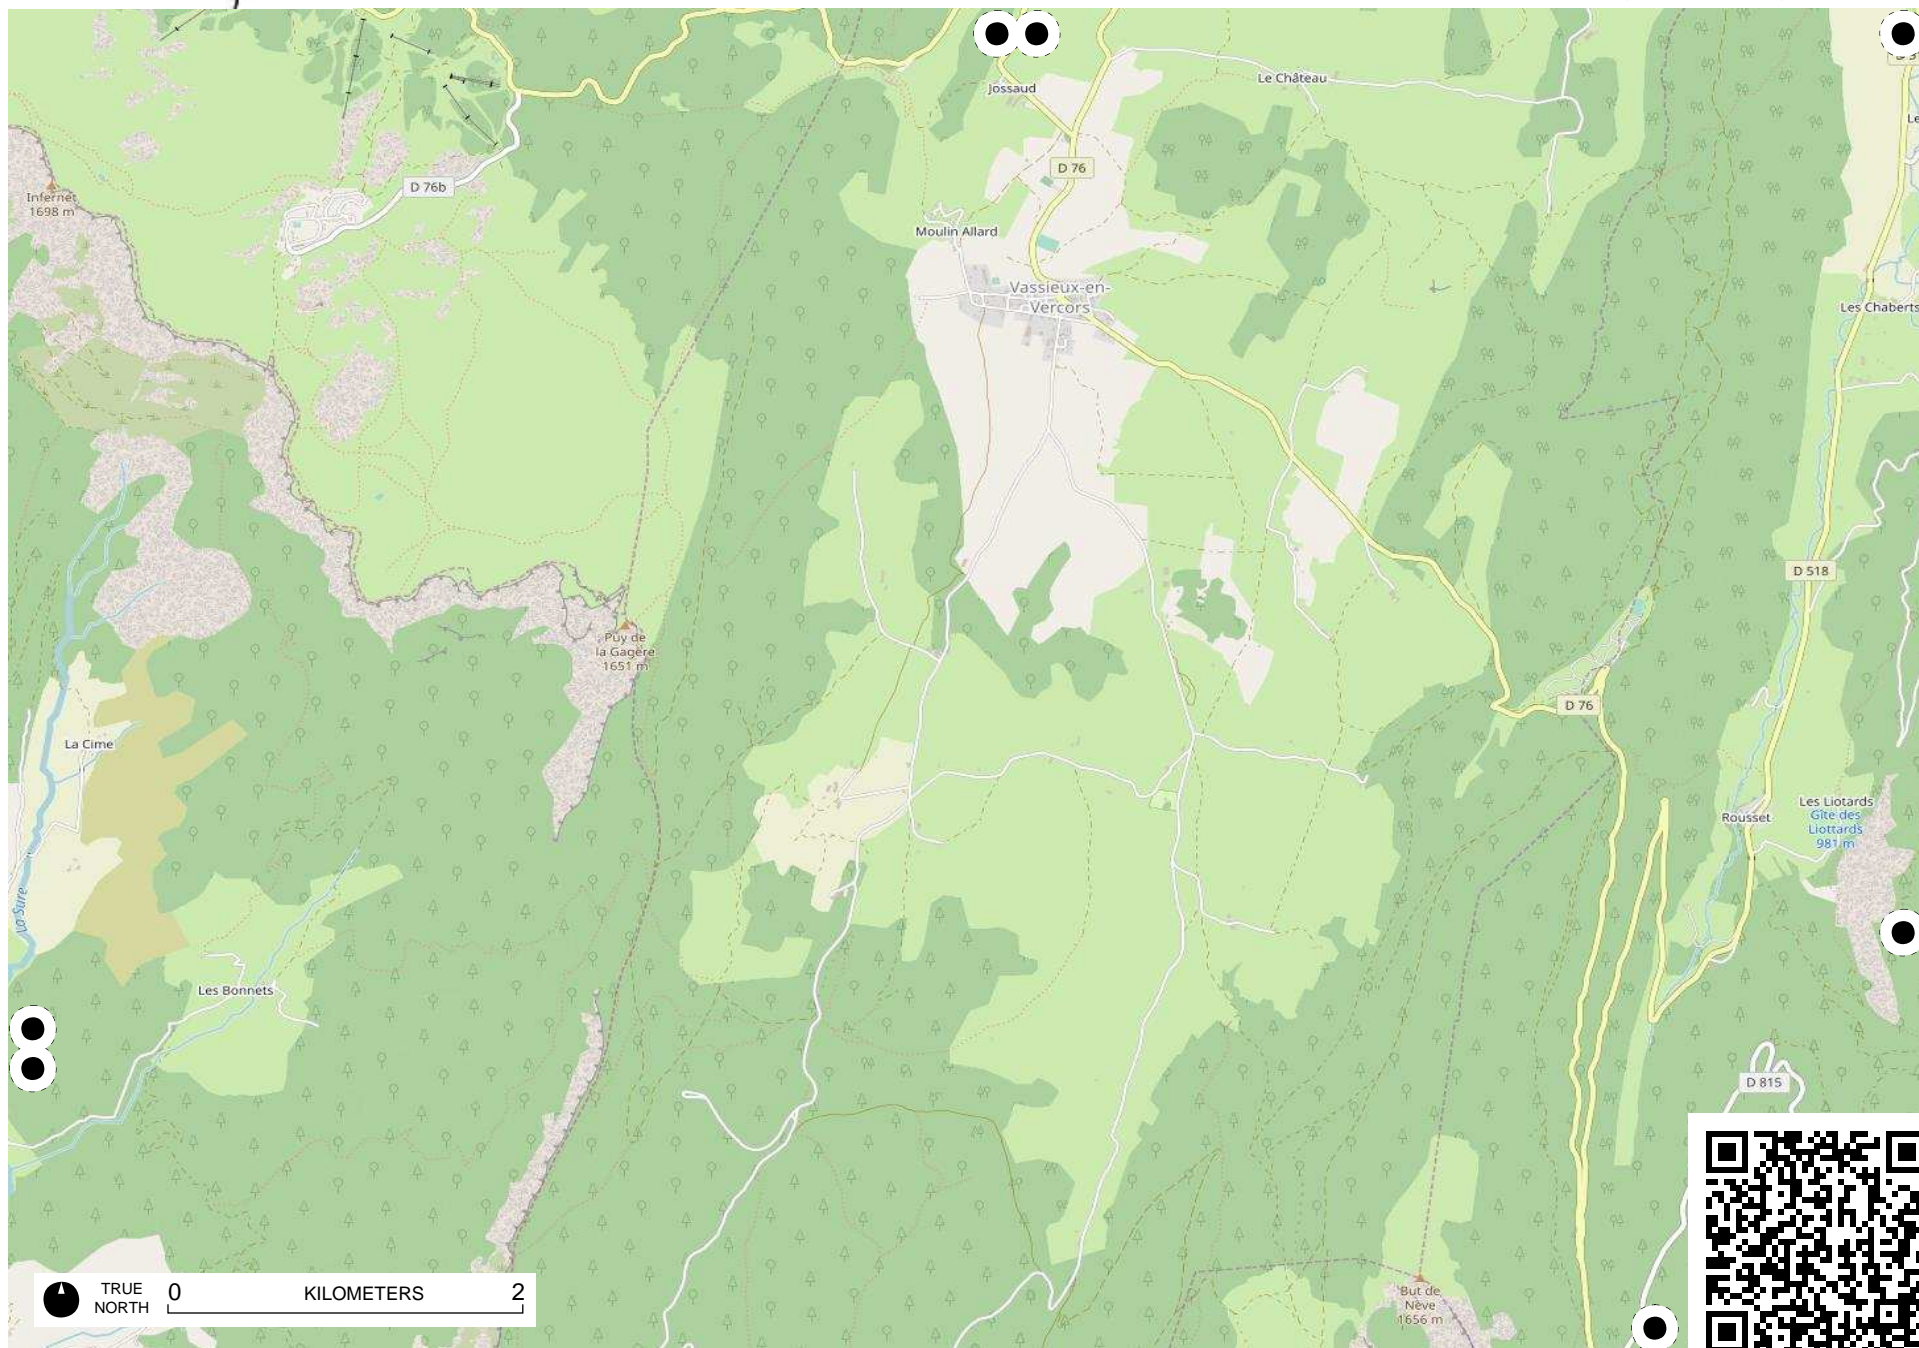 Jossaud
Le Château
D 76
D 76b
Infernet
1698 m
Moulin Allard
Vassieux-en-
Vercors
Les Chaberts
D 518
Puy de
la Gagère
1651 m
D 76
La Cime
Les Liotards
Gîte des
Liottards
981 m
Rousset
La Sure
Les Bonnets
D 815
TRUE
NORTH
0 KILOMETERS 2
But de
Nève
1656 m